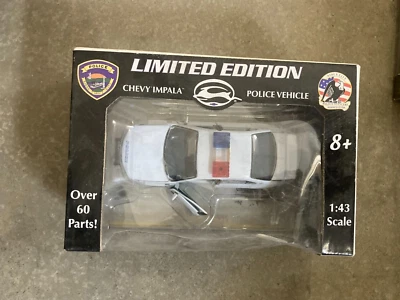 LIMITED EDITION
CHEVY IMPALA
POLICE VEHICLE
POLICE
8+
Over
60
Parts!
1:43
Scale